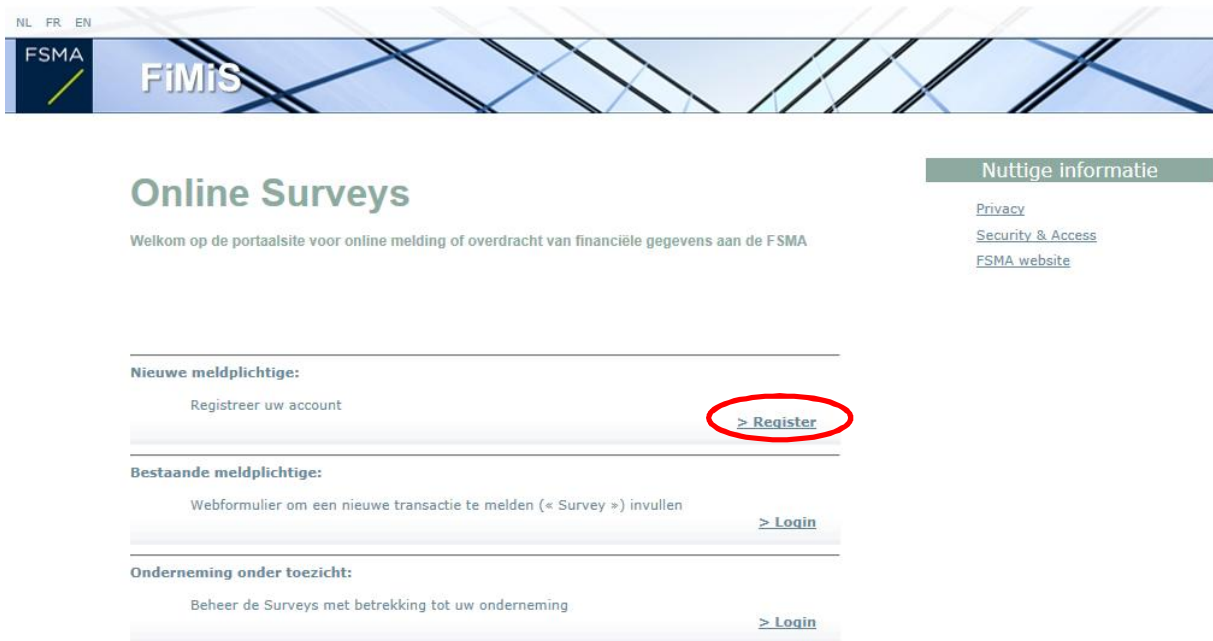 NL FR EN
FSMA
FiMiS
Online Surveys
Welkom op de portaalsite voor online melding of overdracht van financiële gegevens aan de FSMA
Nuttige informatie
Privacy
Security & Access
FSMA website
Nieuwe meldplichtige:
Registreer uw account
> Register
Bestaande meldplichtige:
Webformulier om een nieuwe transactie te melden (« Survey ») invullen
> Login
Onderneming onder toezicht:
Beheer de Surveys met betrekking tot uw onderneming
> Login